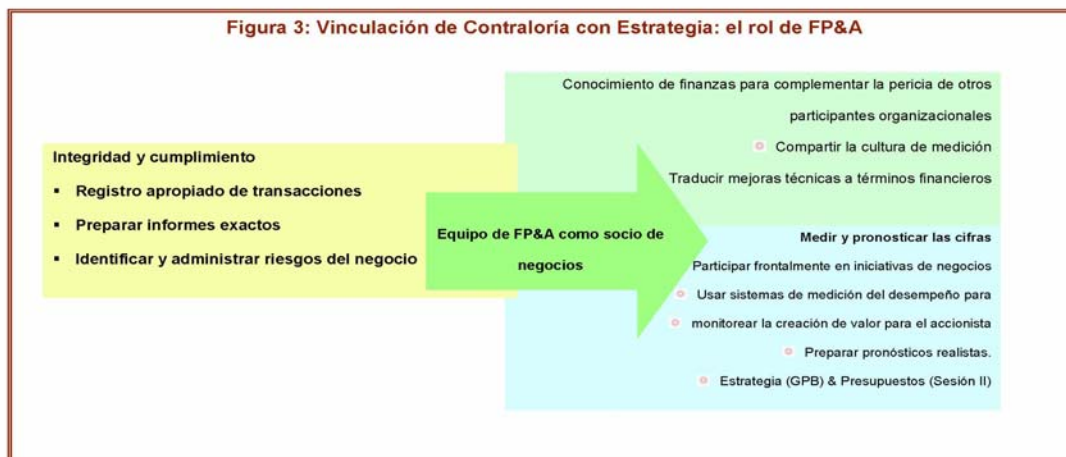 Figura 3: Vinculación de Contraloría con Estrategia: el rol de FP&A
Integridad y cumplimiento
▪ Registro apropiado de transacciones
▪ Preparar informes exactos
▪ Identificar y administrar riesgos del negocio
Equipo de FP&A como socio de
negocios
Conocimiento de finanzas para complementar la pericia de otros
participantes organizacionales
Compartir la cultura de medición
Traducir mejoras técnicas a términos financieros
Medir y pronosticar las cifras
Participar frontalmente en iniciativas de negocios
Usar sistemas de medición del desempeño para
monitorear la creación de valor para el accionista
Preparar pronósticos realistas.
Estrategia (GPB) & Presupuestos (Sesión II)